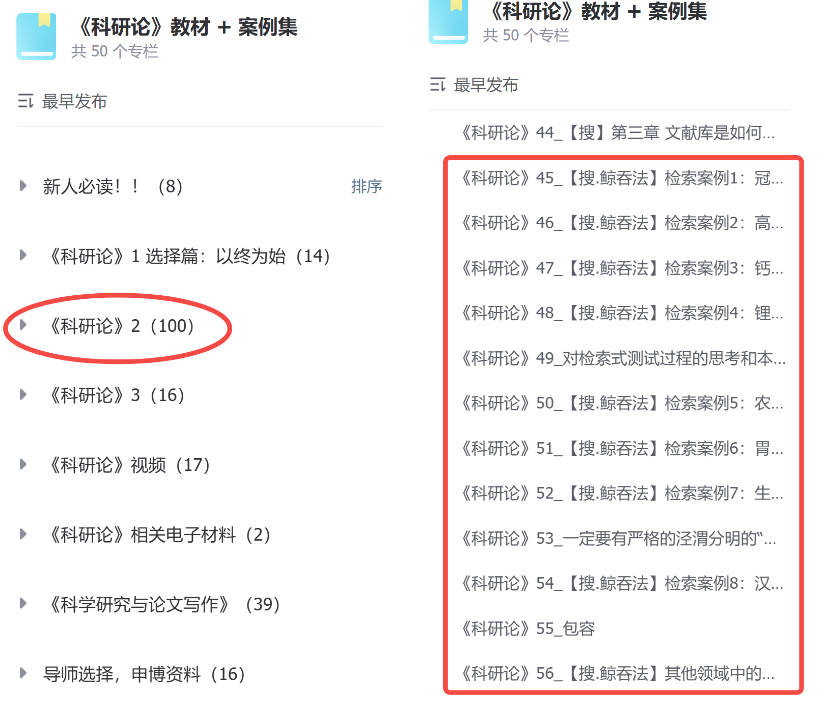 《科研论》教材 + 案例集
共 50 个专栏
最早发布
新人必读！！（8）
排序
《科研论》1 选择篇：以终为始（14）
《科研论》2（100）
《科研论》3（16）
《科研论》视频（17）
《科研论》相关电子材料（2）
《科学研究与论文写作》（39）
导师选择，申博资料（16）
《科研论》教材 + 案例集
共 50 个专栏
最早发布
《科研论》44_【搜】第三章 文献库是如何...
《科研论》45_【搜.鲸吞法】检索案例1：冠...
《科研论》46_【搜.鲸吞法】检索案例2：高...
《科研论》47_【搜.鲸吞法】检索案例3：钙...
《科研论》48_【搜.鲸吞法】检索案例4：锂...
《科研论》49_对检索式测试过程的思考和本...
《科研论》50_【搜.鲸吞法】检索案例5：农...
《科研论》51_【搜.鲸吞法】检索案例6：胃...
《科研论》52_【搜.鲸吞法】检索案例7：生...
《科研论》53_一定要有严格的泾渭分明的“...
《科研论》54_【搜.鲸吞法】检索案例8：汉...
《科研论》55_包容
《科研论》56_【搜.鲸吞法】其他领域中的...